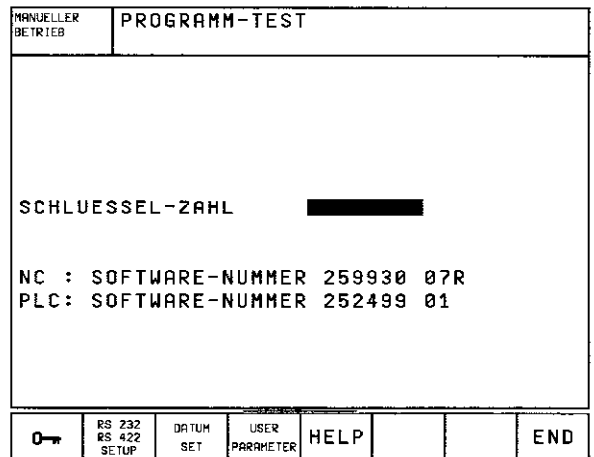 MANUELLER
BETRIEB
PROGRAMM-TEST
SCHLUESSEL-ZAHL
NC : SOFTWARE-NUMMER 259930 07R
PLC: SOFTWARE-NUMMER 252499 01
RS 232
RS 422
SETUP
DATUM
SET
USER
PARAMETER
HELP
END